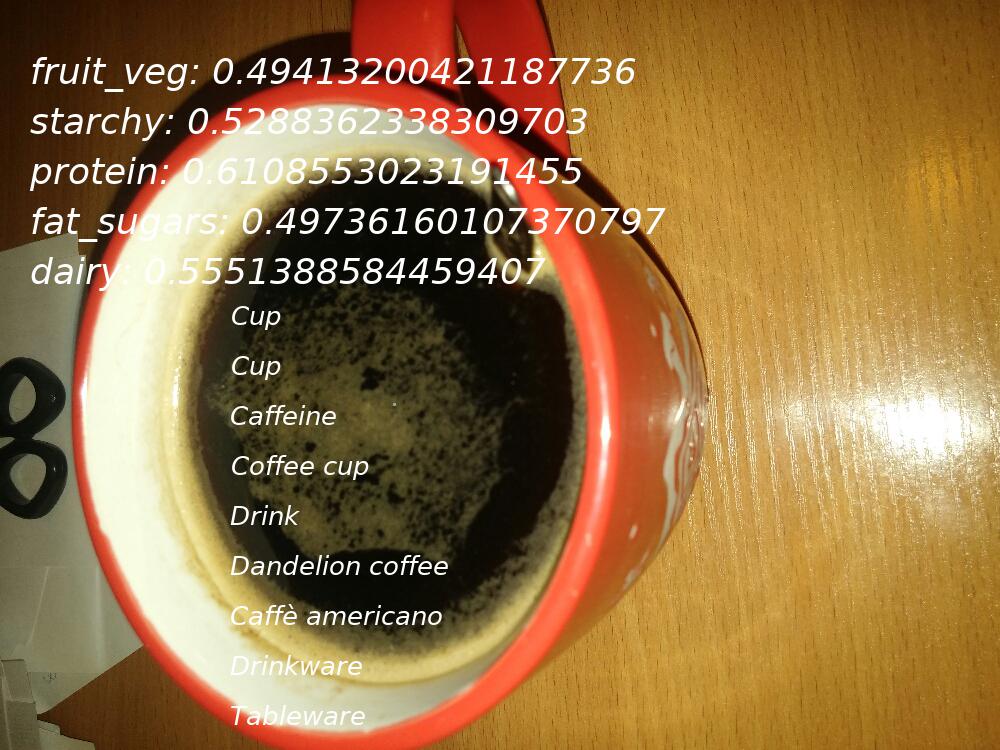 fruit_veg: 0.49413200421187736
starchy: 0.5288362338309703
protein: 0.6108553023191455
fat_sugars: 0.49736160107370797
dairy: 0.5551388584459407
Cup
Cup
Caffeine
Coffee cup
Drink
Dandelion coffee
Caffè americano
Drinkware
Tableware